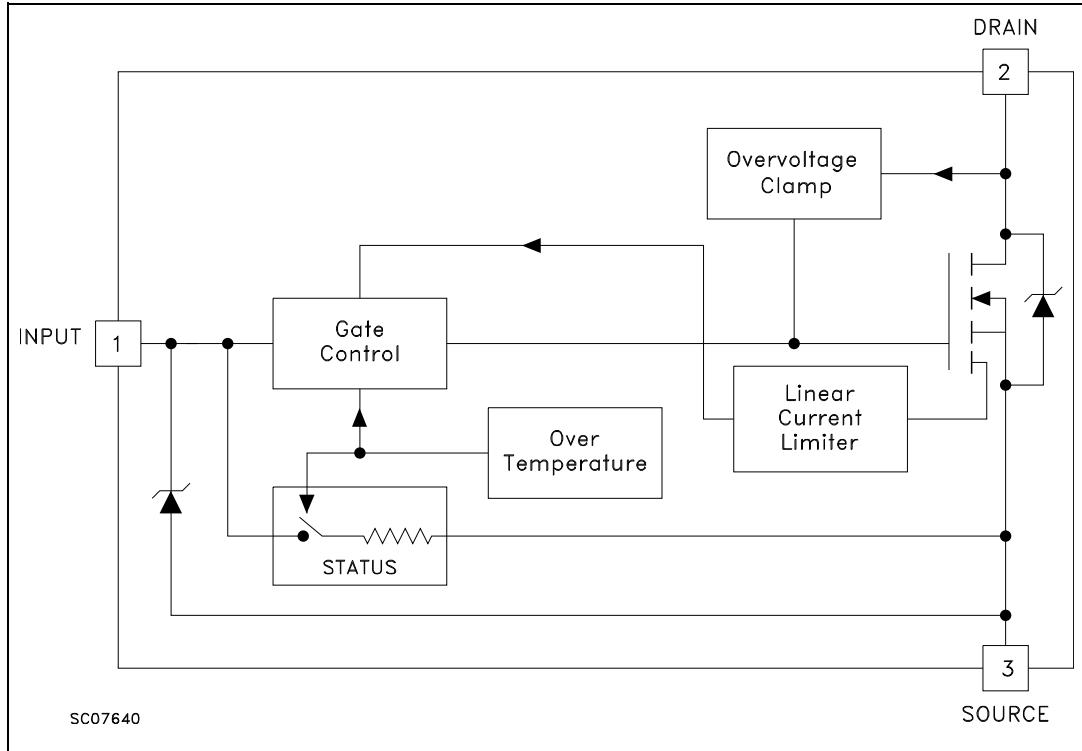 DRAIN
2
Overvoltage
Clamp
INPUT
1
Gate
Control
Linear
Current
Limiter
Over
Temperature
STATUS
3
SOURCE
SC07640